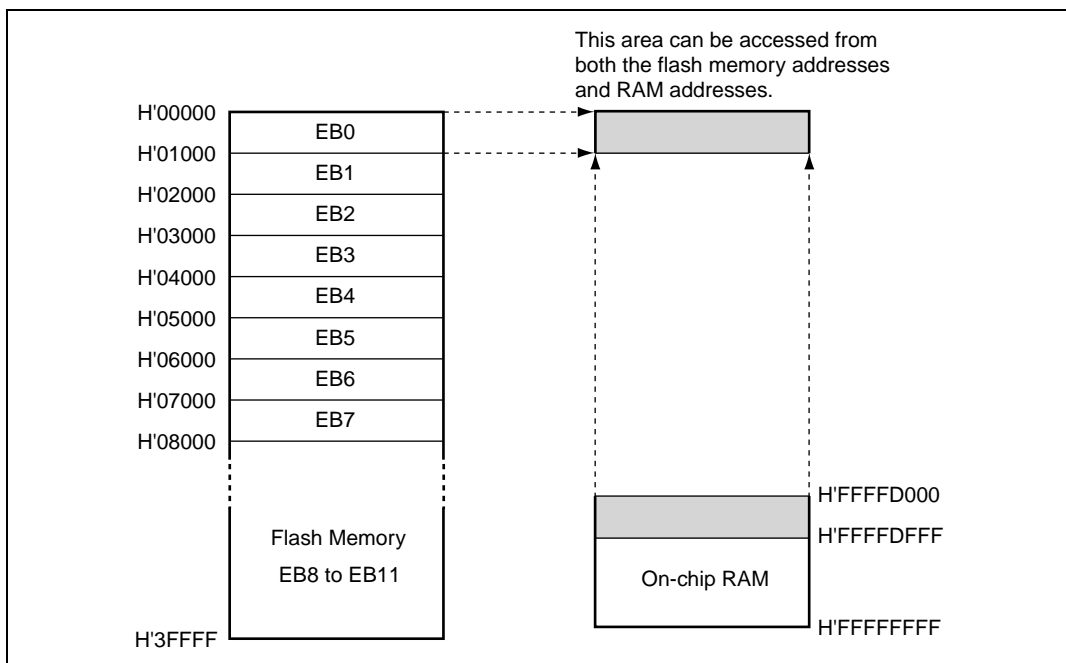 This area can be accessed from
both the flash memory addresses
and RAM addresses.
H'00000
EB0
H'01000
EB1
H'02000
EB2
H'03000
EB3
H'04000
EB4
H'05000
EB5
H'06000
EB6
H'07000
EB7
H'08000
H'FFFFD000
H'FFFFDFFF
Flash Memory
EB8 to EB11
On-chip RAM
H'3FFFF
H'FFFFFFFF